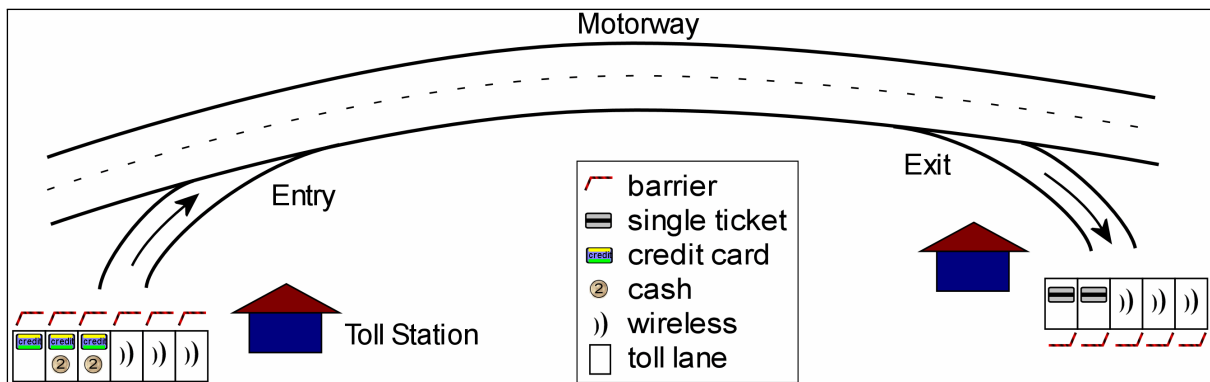 Motorway
Entry
Exit
barrier
single ticket
credit card
cash
wireless
toll lane
Toll Station
credit
credit
credit
credit
2
2
2